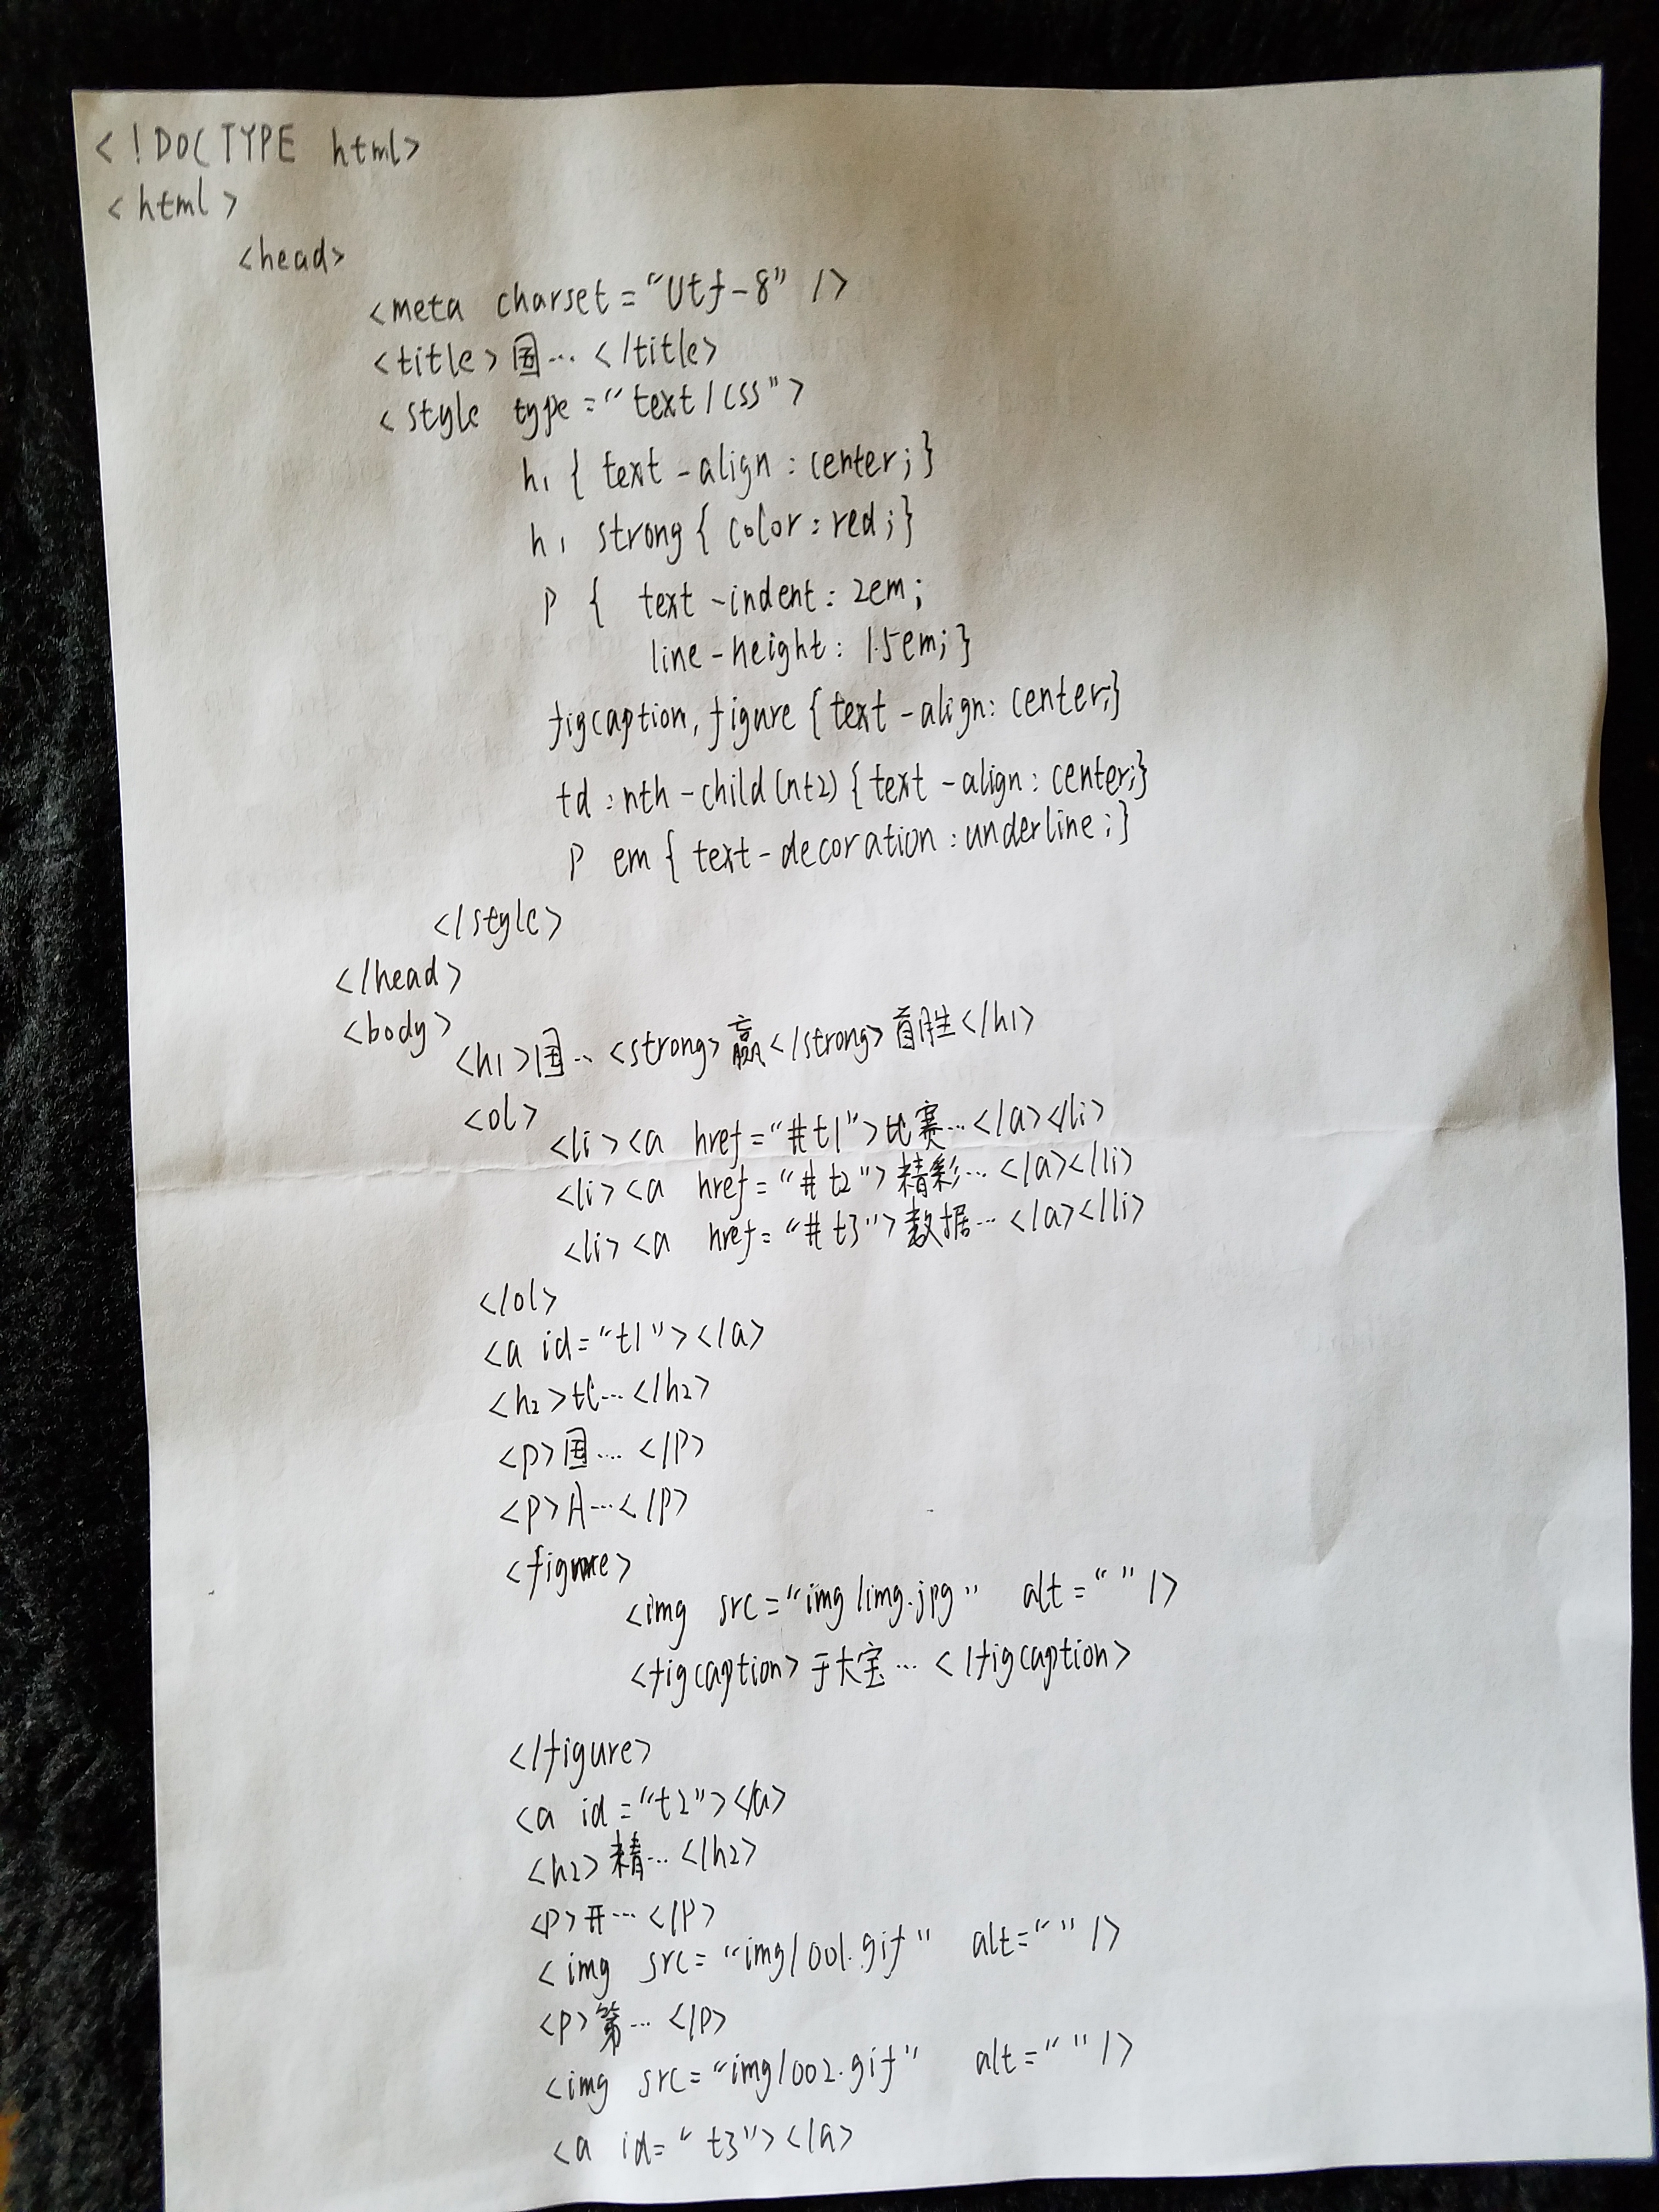 <!DOCTYPE html>
<html>
<head>
<meta charset="Utf-8" />
<title>国…</title>
<style type="text/css">
h1 { text-align: center; }
h1 strong { color: red; }
p { text-indent: 2em;
line-height: 1.5em; }
figcaption, figure { text-align: center; }
td:nth-child(n+2) { text-align: center; }
p em { text-decoration: underline; }
</style>
</head>
<body>
<h1>国…<strong>赢</strong>首胜</h1>
<ol>
<li><a href="#t1">比赛…</a></li>
<li><a href="#t2">精彩…</a></li>
<li><a href="#t3">数据…</a></li>
</ol>
<a id="t1"></a>
<h2>比…</h2>
<p>国…</p>
<p>A…</p>
<figure>
<img src="img/img.jpg" alt="" />
<figcaption>于大宝…</figcaption>
</figure>
<a id="t2"></a>
<h2>精…</h2>
<p>开…</p>
<img src="img/001.gif" alt="" />
<p>第…</p>
<img src="img/002.gif" alt="" />
<a id="t3"></a>